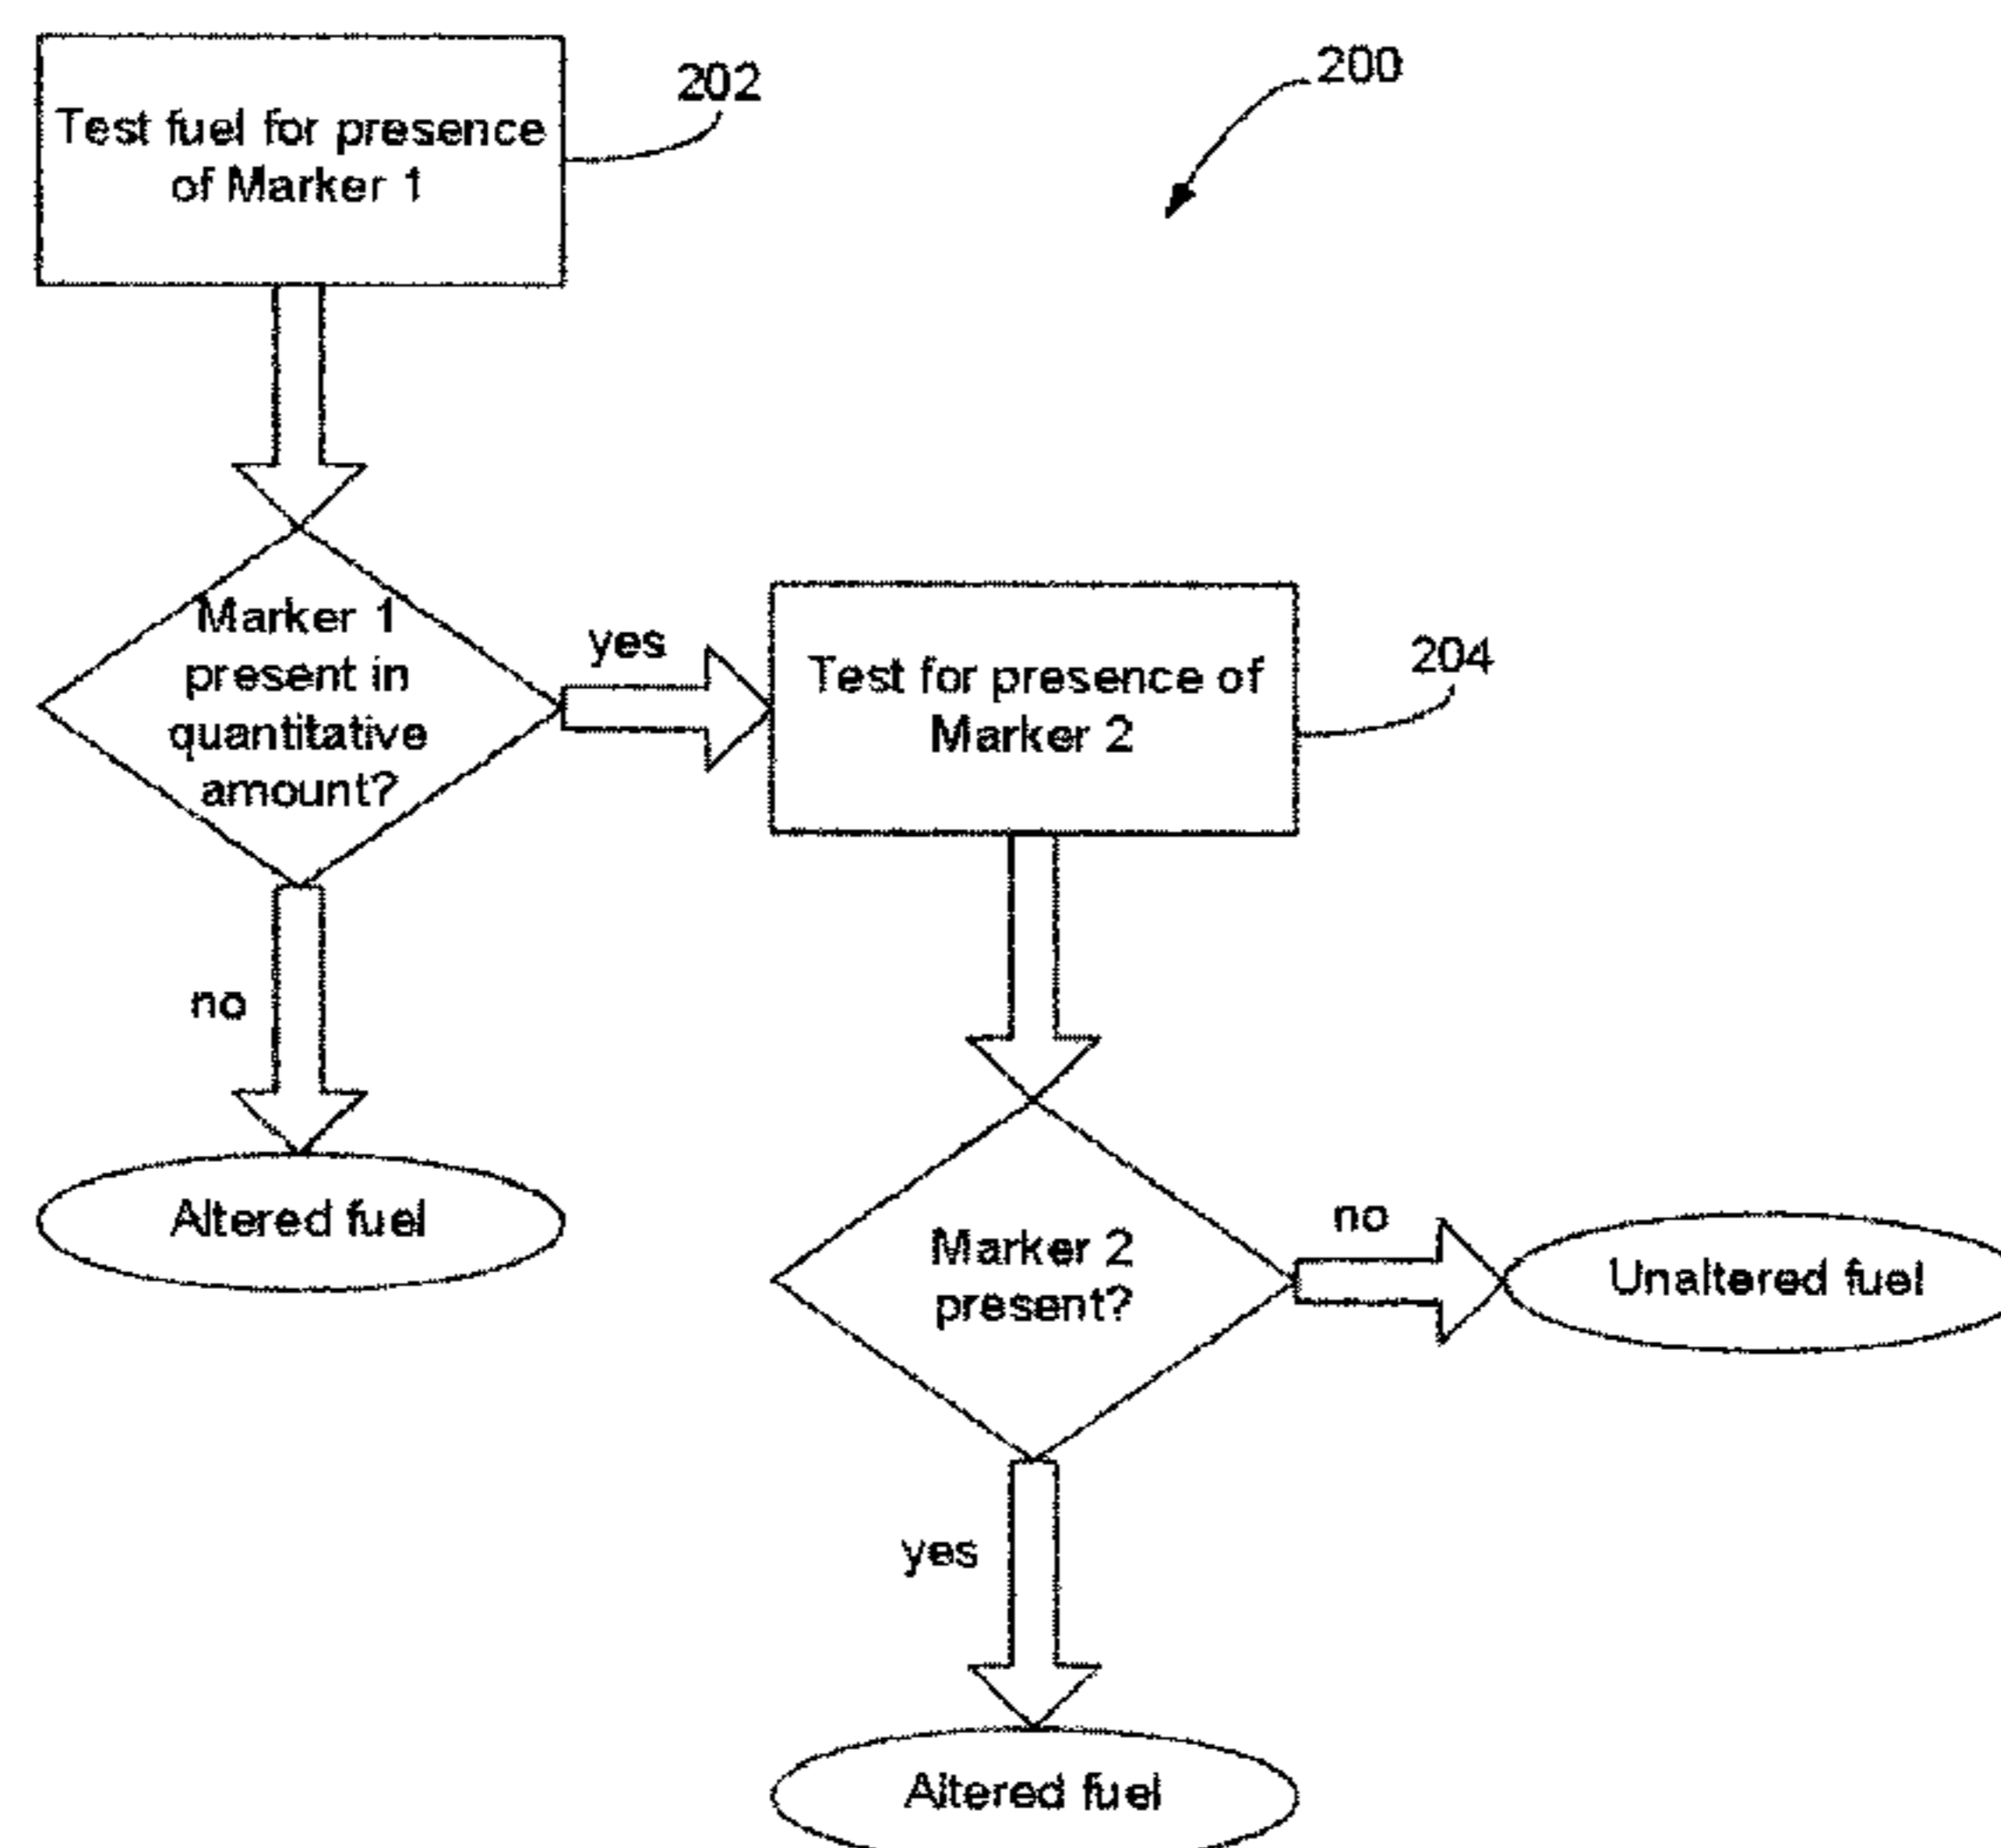 200
202
Test fuel for presence
of Marker 1
Marker 1
present in
quantitative
amount?
yes
Test for presence of
Marker 2
204
no
Altered fuel
Marker 2
present?
no
Unaltered fuel
yes
Altered fuel